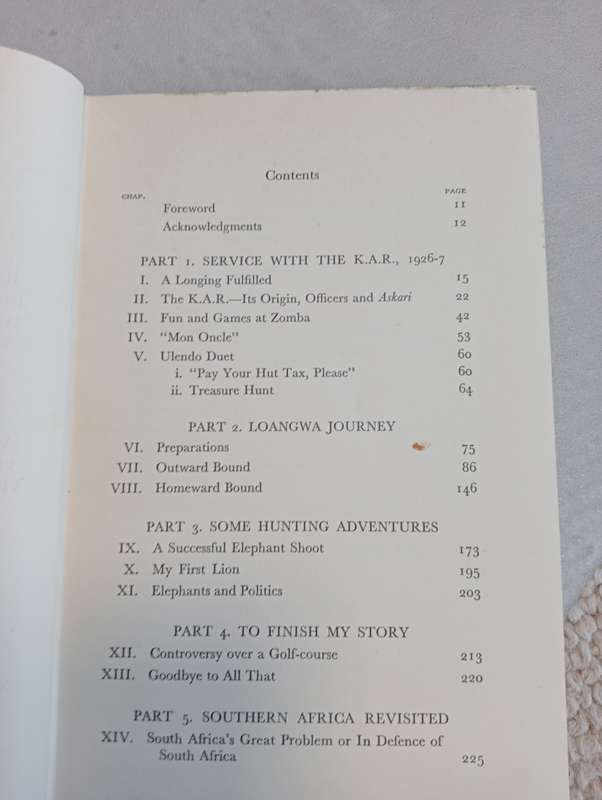 Contents
CHAP. PAGE
Foreword 11
Acknowledgments 12
PART 1. SERVICE WITH THE K.A.R., 1926-7
I. A Longing Fulfilled 15
II. The K.A.R.—Its Origin, Officers and Askari 22
III. Fun and Games at Zomba 42
IV. "Mon Oncle" 53
V. Ulendo Duet 60
i. "Pay Your Hut Tax, Please" 60
ii. Treasure Hunt 64
PART 2. LOANGWA JOURNEY
VI. Preparations 75
VII. Outward Bound 86
VIII. Homeward Bound 146
PART 3. SOME HUNTING ADVENTURES
IX. A Successful Elephant Shoot 173
X. My First Lion 195
XI. Elephants and Politics 203
PART 4. TO FINISH MY STORY
XII. Controversy over a Golf-course 213
XIII. Goodbye to All That 220
PART 5. SOUTHERN AFRICA REVISITED
XIV. South Africa's Great Problem or In Defence of
South Africa 225